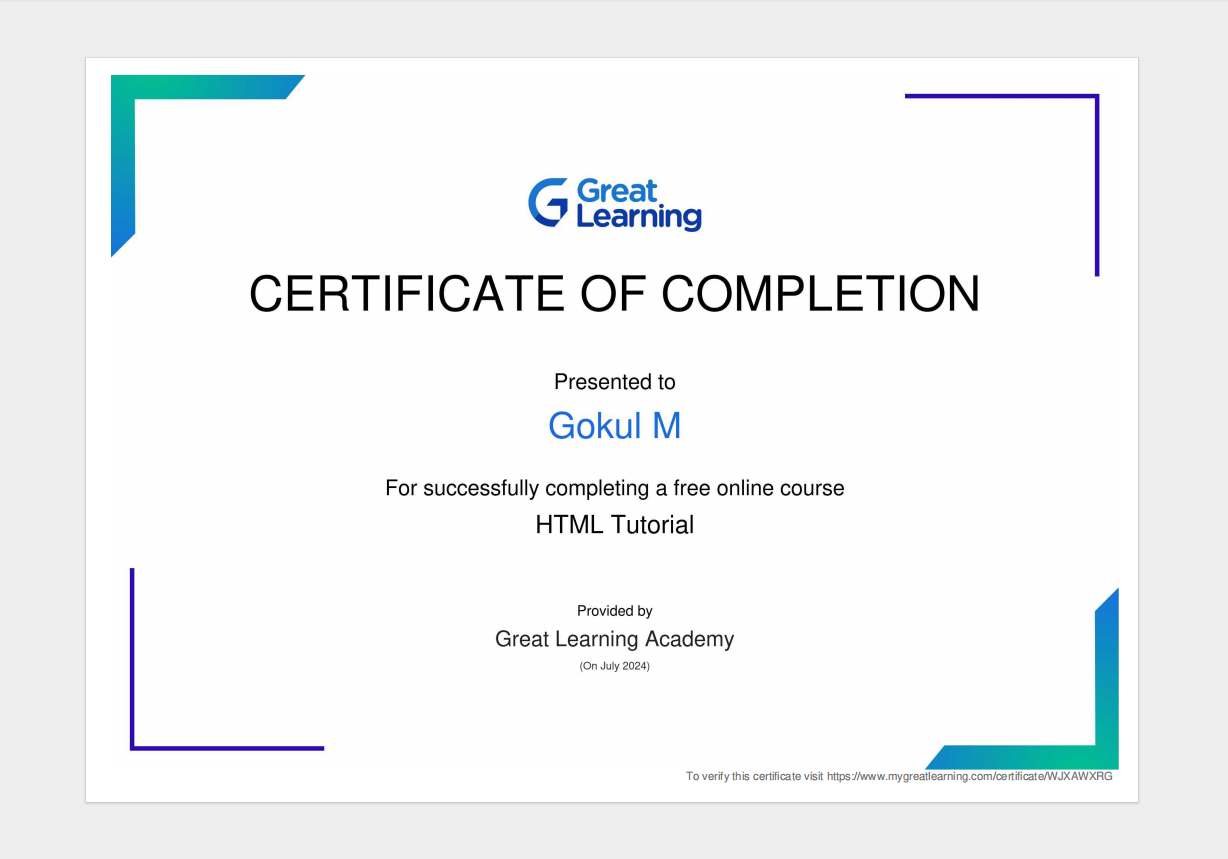 Great
Learning
CERTIFICATE OF COMPLETION
Presented to
Gokul M
For successfully completing a free online course
HTML Tutorial
Provided by
Great Learning Academy
(On July 2024)
To verify this certificate visit https://www.mygreatlearning.com/certificate/WJXAWXRG